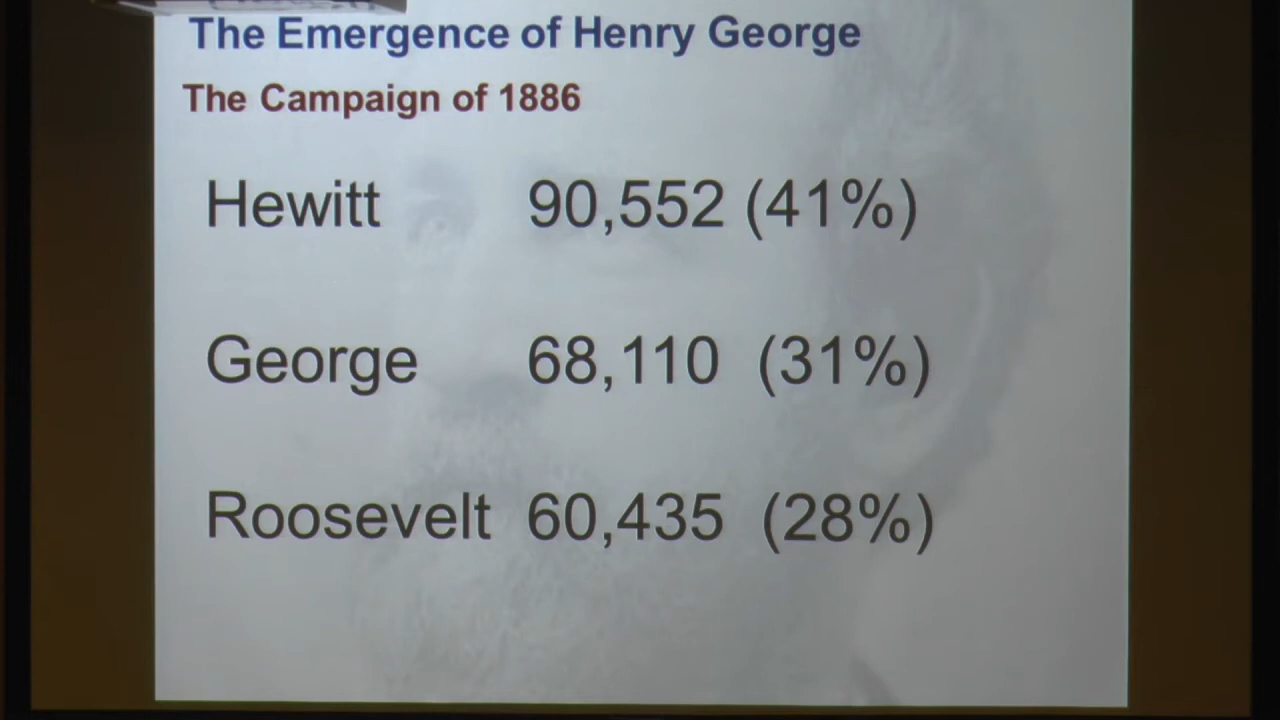 The Emergence of Henry George
The Campaign of 1886
Hewitt 90,552 (41%)
George 68,110 (31%)
Roosevelt 60,435 (28%)